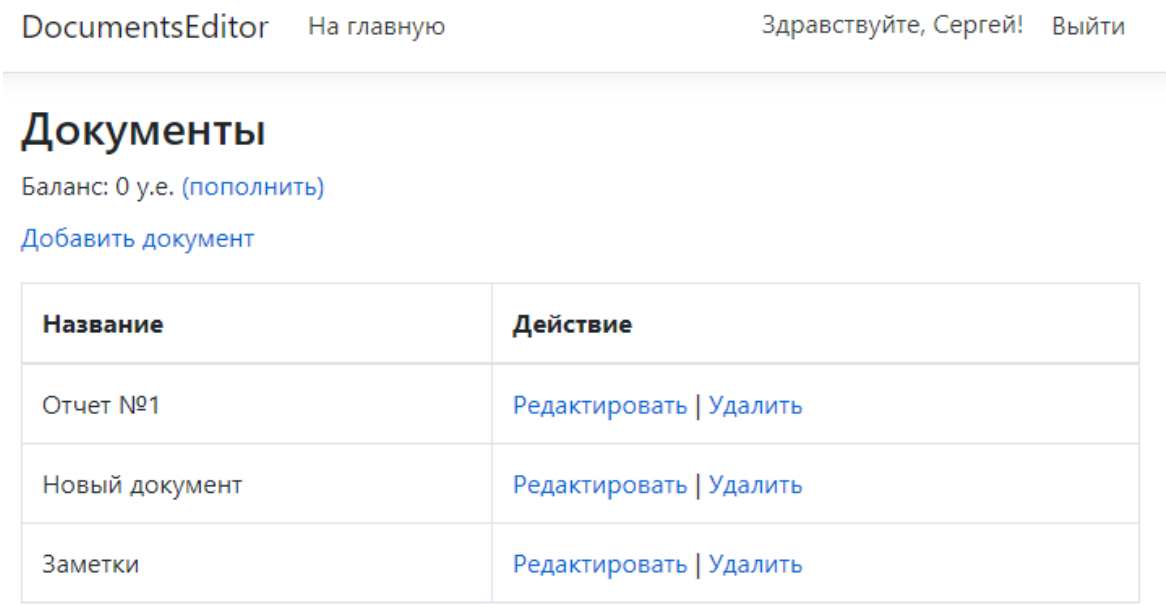 DocumentsEditor На главную Здравствуйте, Сергей! Выйти
Документы
Баланс: 0 у.е. (пополнить)
Добавить документ
Название Действие
Отчет №1 Редактировать | Удалить
Новый документ Редактировать | Удалить
Заметки Редактировать | Удалить